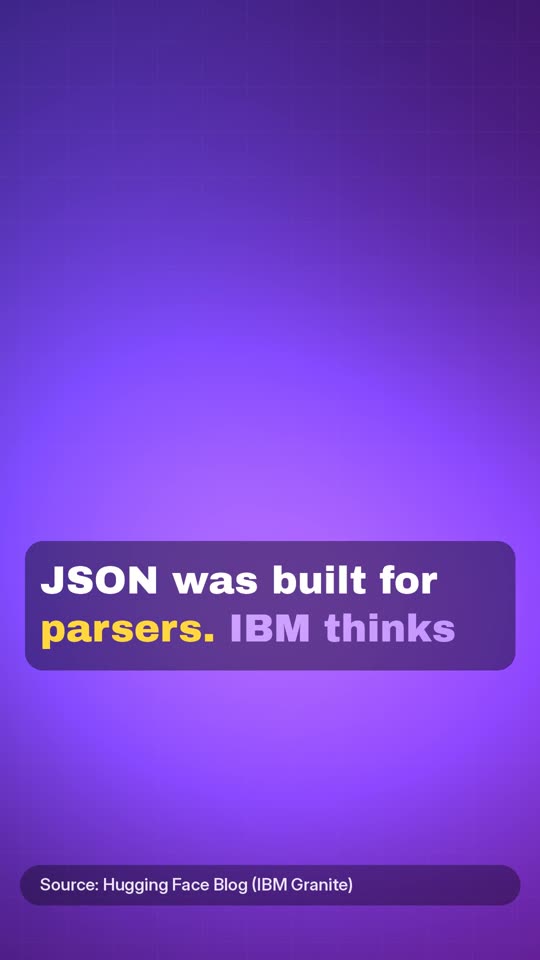 JSON was built for
parsers. IBM thinks
Source: Hugging Face Blog (IBM Granite)